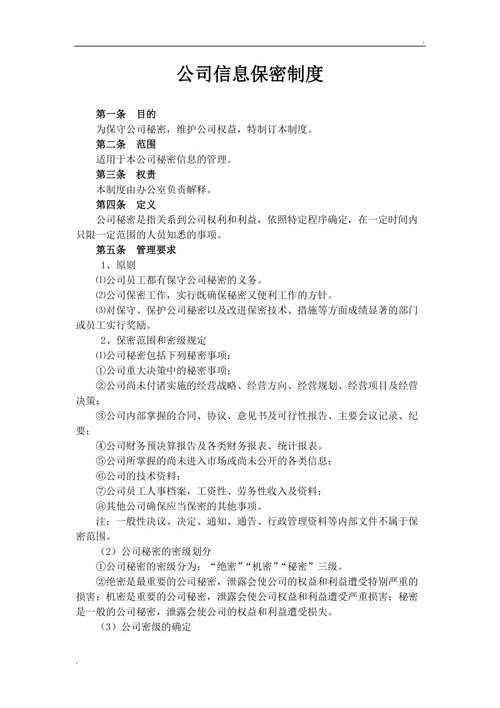 公司信息保密制度
第一条 目的
为保守公司秘密，维护公司权益，特制订本制度。
第二条 范围
适用于本公司秘密信息的管理。
第三条 权责
本制度由办公室负责解释。
第四条 定义
公司秘密是指关系到公司权利和利益，依照特定程序确定，在一定时间内
只限一定范围的人员知悉的事项。
第五条 管理要求
1、原则
⑴公司员工都有保守公司秘密的义务。
⑵公司保密工作，实行既确保秘密又便利工作的方针。
⑶对保守、保护公司秘密以及改进保密技术、措施等方面成绩显著的部门
或员工实行奖励。
2、保密范围和密级规定
⑴公司秘密包括下列秘密事项：
①公司重大决策中的秘密事项；
②公司尚未付诸实施的经营战略、经营方向、经营规划、经营项目及经营
决策；
③公司内部掌握的合同、协议、意见书及可行性报告、主要会议记录、纪
要；
④公司财务预决算报告及各类财务报表、统计报表。
⑤公司所掌握的尚未进入市场或尚未公开的各类信息；
⑥公司的技术资料；
⑦公司员工人事档案，工资性、劳务性收入及资料；
⑧其他公司确保应当保密的其他事项。
注：一般性决议、决定、通知、通告、行政管理资料等内部文件不属于保
密范围。
（2）公司秘密的密级划分
①公司秘密的密级分为：“绝密”“机密”“秘密”三级。
②绝密是最重要的公司秘密，泄露会使公司的权益和利益遭受特别严重的
损害；机密是重要的公司秘密，泄露会使公司权益和利益遭受严重损害；秘密
是一般的公司秘密，泄露会使公司的权益和利益遭受损失。
（3）公司密级的确定